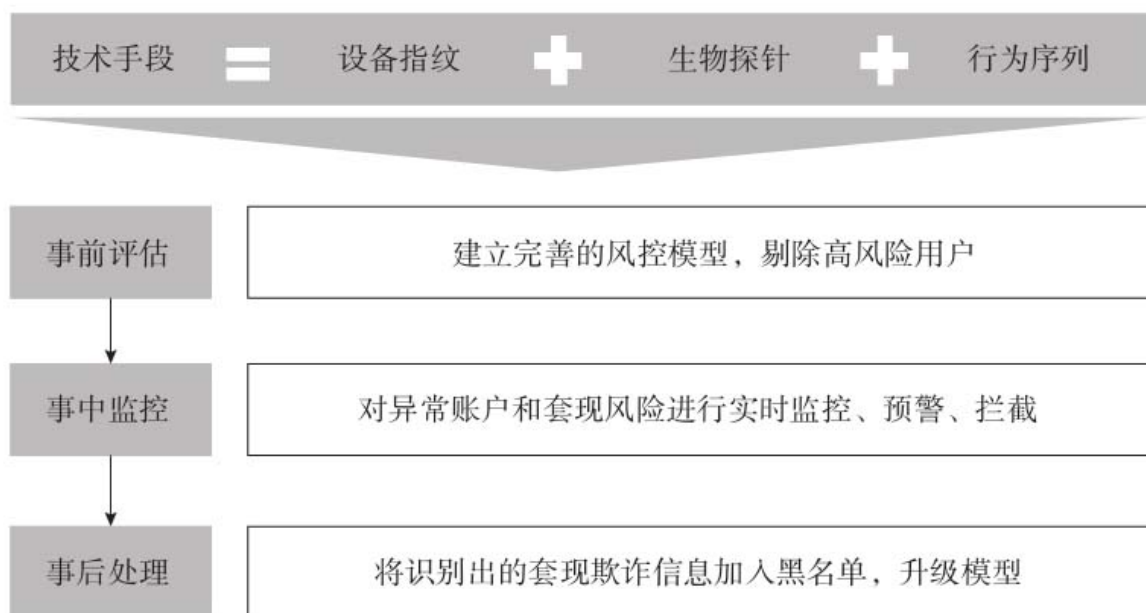 技术手段 = 设备指纹 + 生物探针 + 行为序列
事前评估
建立完善的风控模型，剔除高风险用户
事中监控
对异常账户和套现风险进行实时监控、预警、拦截
事后处理
将识别出的套现欺诈信息加入黑名单，升级模型